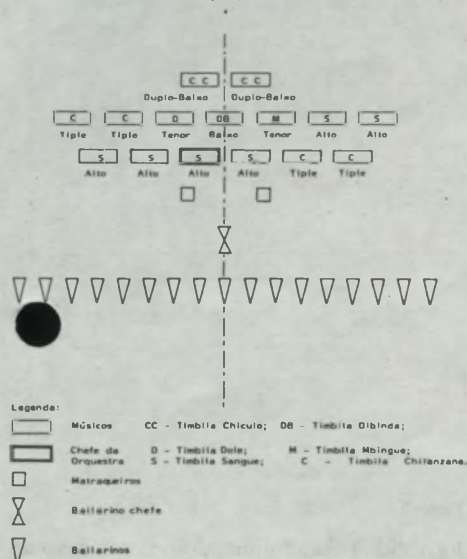 CC CC
Duplo-Baixo Duplo-Baixo
C C D DB M S S
Tiple Tiple Tenor Baixo Tenor Alto Alto
S S S S C C
Alto Alto Alto Alto Tiple Tiple
Legenda:
Músicos CC - Timbila Chiculo; DB - Timbila Dibinda;
Chefe da D - Timbila Dole; M - Timbila Mbingue;
Orquestra S - Timbila Sangue; C - Timbila Chilanzane.
Matraqueiros
Bailarino chefe
Bailarinos